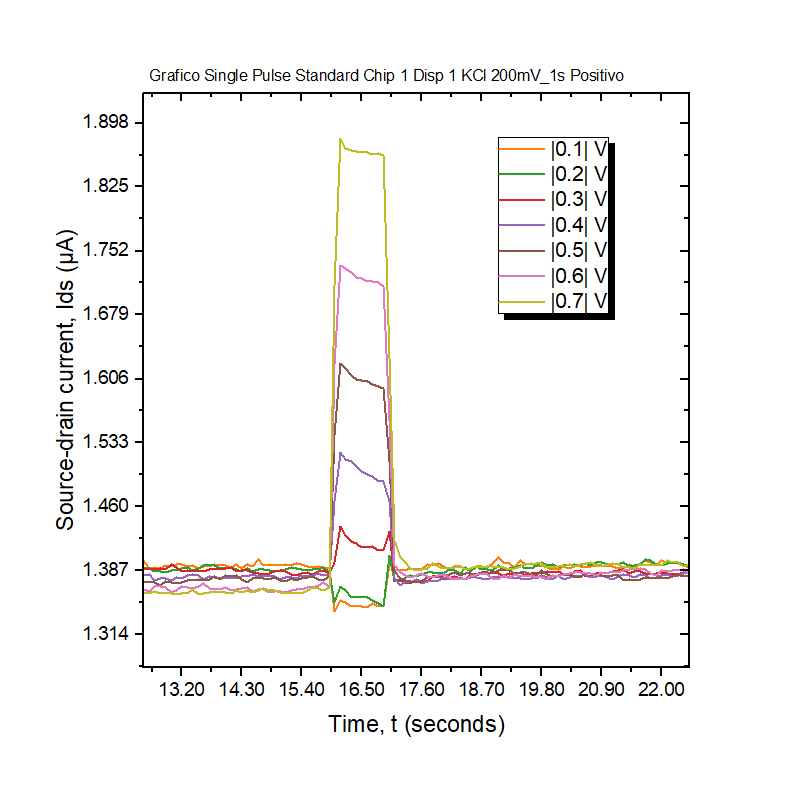 Grafico Single Pulse Standard Chip 1 Disp 1 KCl 200mV_1s Positivo
1.898
1.825
1.752
1.679
1.606
1.533
1.460
1.387
1.314
Source-drain current, Ids (μA)
|0.1| V
|0.2| V
|0.3| V
|0.4| V
|0.5| V
|0.6| V
|0.7| V
13.20 14.30 15.40 16.50 17.60 18.70 19.80 20.90 22.00
Time, t (seconds)